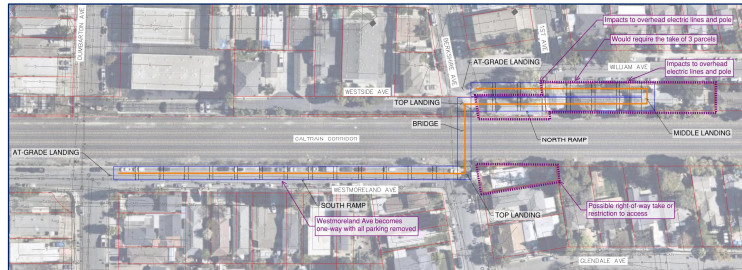 DUMBARTON AVE
BERKSHIRE AVE
1ST AVE
Impacts to overhead electric lines and pole
Would require the take of 3 parcels
AT-GRADE LANDING
WILLIAM AVE
Impacts to overhead
electric lines and pole
WESTSIDE AVE
TOP LANDING
BRIDGE
CALTRAIN CORRIDOR
NORTH RAMP
MIDDLE LANDING
AT-GRADE LANDING
WESTMORELAND AVE
SOUTH RAMP
TOP LANDING
Possible right-of-way take or
restriction to access
Westmoreland Ave becomes
one-way with all parking removed
GLENDALE AVE